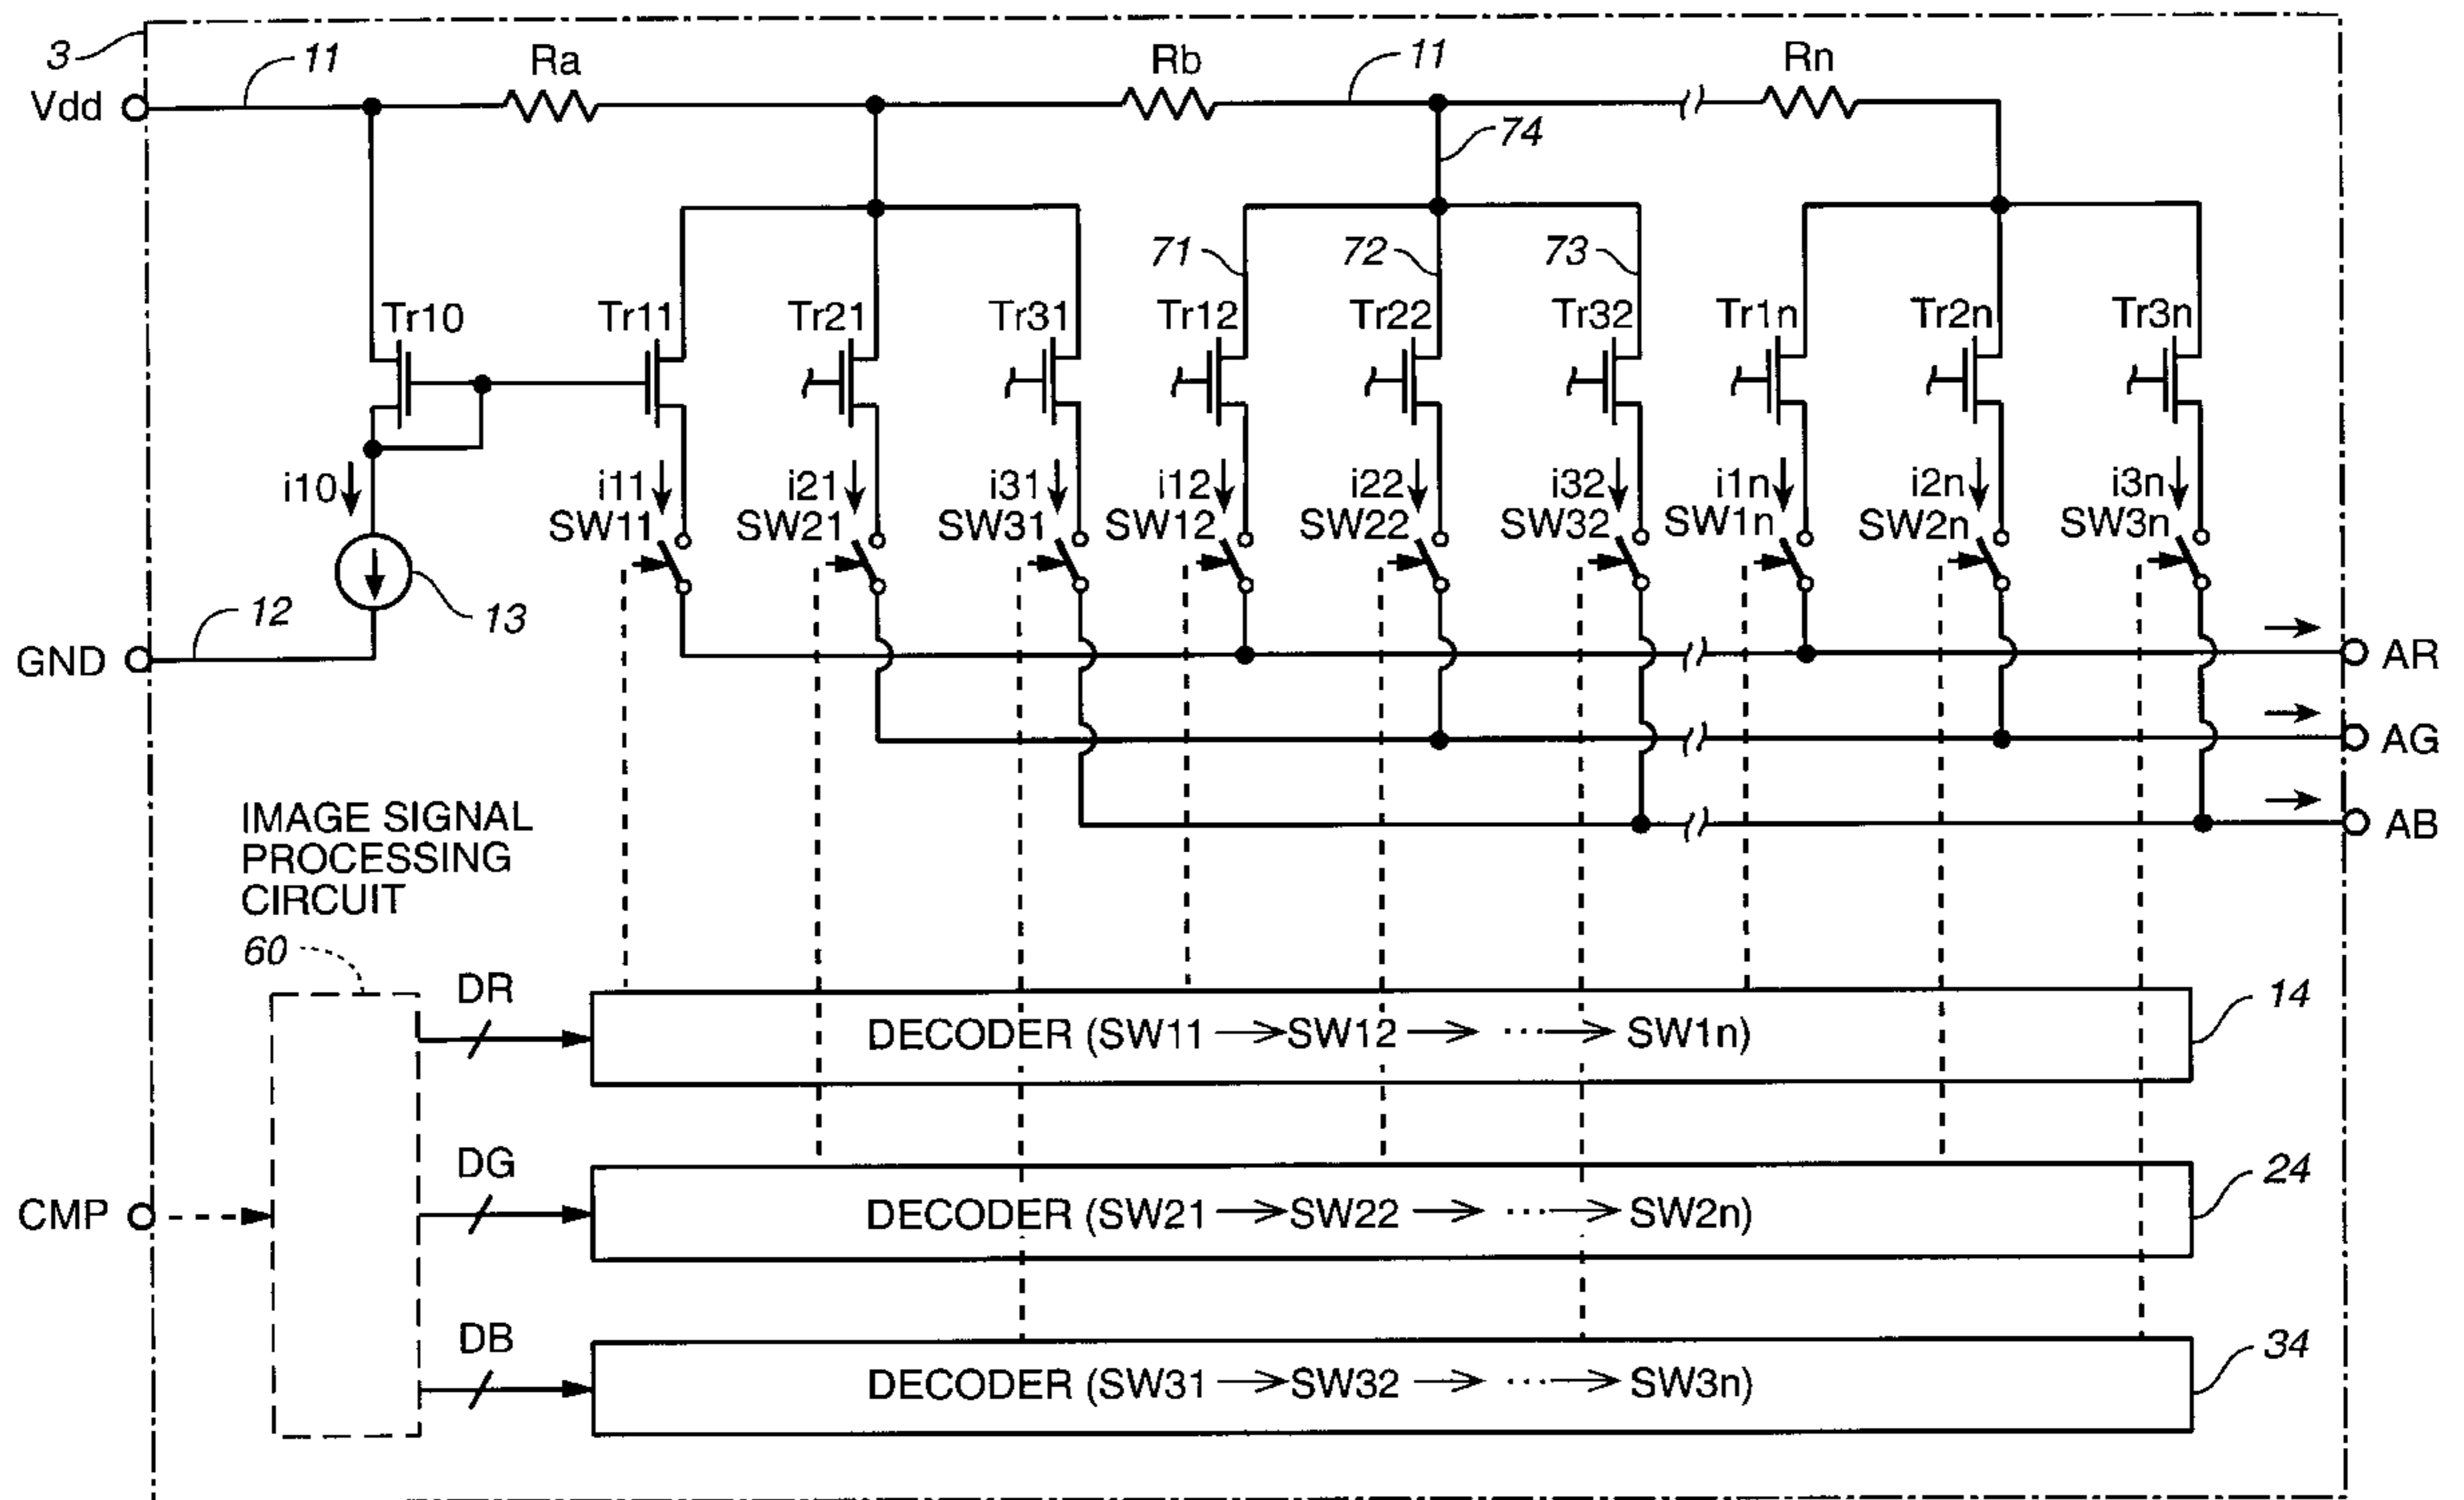 3
11
Ra
Rb
11
Rn
Vdd
74
71
72
73
Tr10
Tr11
Tr21
Tr31
Tr12
Tr22
Tr32
Tr1n
Tr2n
Tr3n
i10
i11
i21
i31
i12
i22
i32
i1n
i2n
i3n
SW11
SW21
SW31
SW12
SW22
SW32
SW1n
SW2n
SW3n
12
13
GND
AR
AG
AB
IMAGE SIGNAL
PROCESSING
CIRCUIT
60
DR
DECODER (SW11 → SW12 → ... → SW1n)
14
DG
DECODER (SW21 → SW22 → ... → SW2n)
24
CMP
DB
DECODER (SW31 → SW32 → ... → SW3n)
34